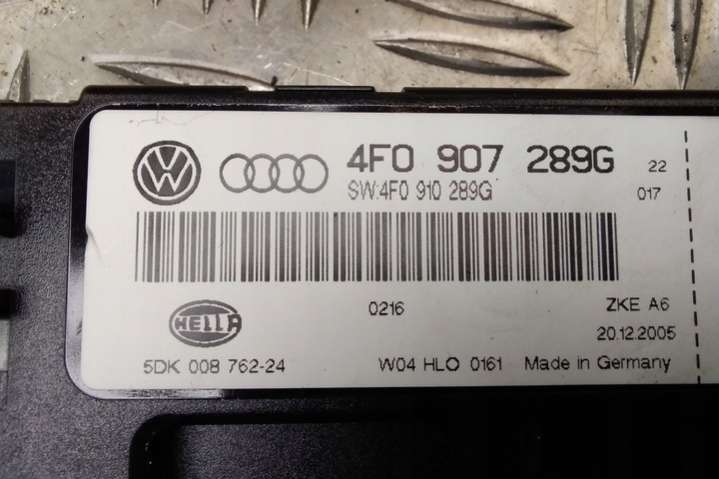 4F0 907 289G 22
SW:4F0 910 289G 017
0216 ZKE A6
HELLA 20.12.2005
5DK 008 762-24 W04 HLO 0161 Made in Germany